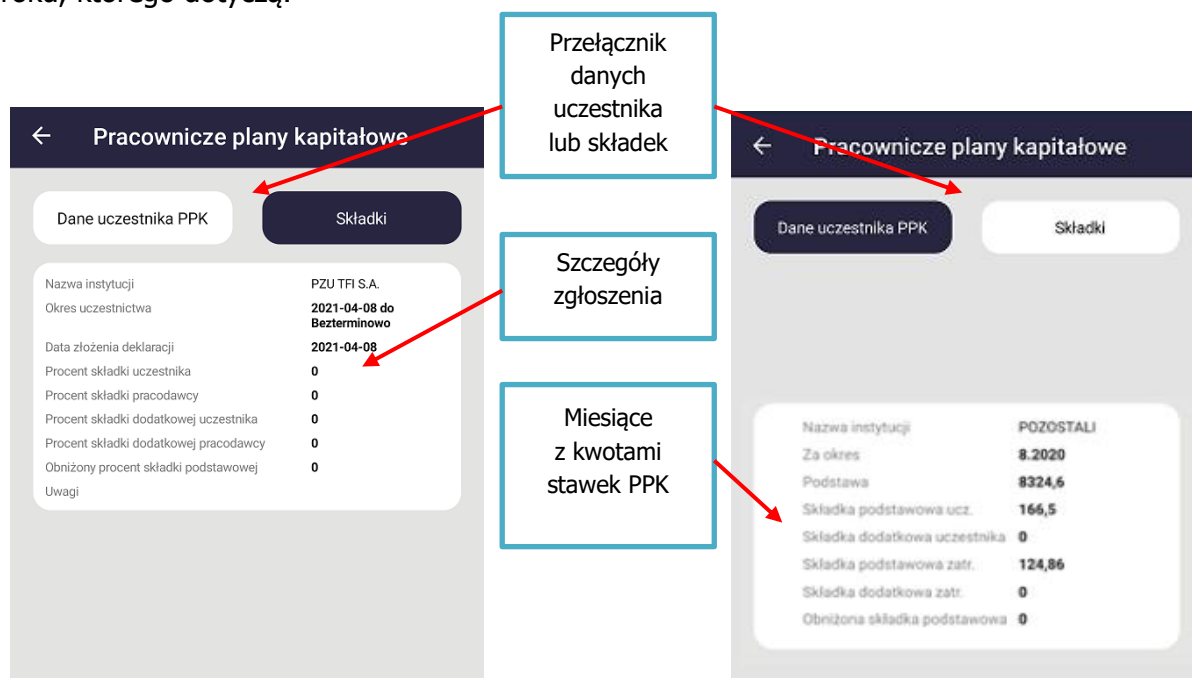 roku, którego dotyczą.
Przełącznik
danych
uczestnika
lub składek
Pracownicze plany kapitałowe
Dane uczestnika PPK
Składki
Nazwa instytucji PZU TFI S.A.
Okres uczestnictwa 2021-04-08 do
Bezterminowo
Data złożenia deklaracji 2021-04-08
Procent składki uczestnika 0
Procent składki pracodawcy 0
Procent składki dodatkowej uczestnika 0
Procent składki dodatkowej pracodawcy 0
Obniżony procent składki podstawowej 0
Uwagi
Szczegóły
zgłoszenia
Miesiące
z kwotami
stawek PPK
Pracownicze plany kapitałowe
Dane uczestnika PPK
Składki
Nazwa instytucji POZOSTALI
Za okres 8.2020
Podstawa 8324,6
Składka podstawowa ucz. 166,5
Składka dodatkowa uczestnika 0
Składka podstawowa zatr. 124,86
Składka dodatkowa zatr. 0
Obniżona składka podstawowa 0